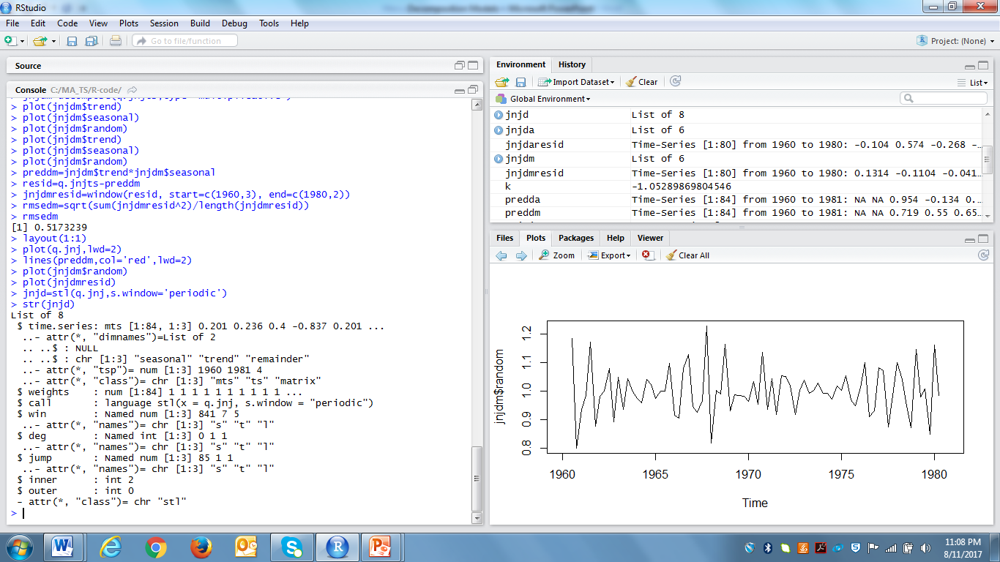 RStudio
File Edit Code View Plots Session Build Debug Tools Help
Go to file/function
Project: (None)
Source
Console C:/MA_TS/R-code/
> plot(jnjdm$trend)
> plot(jnjdm$seasonal)
> plot(jnjdm$random)
> plot(jnjdm$trend)
> plot(jnjdm$seasonal)
> plot(jnjdm$random)
> preddm=jnjdm$trend*jnjdm$seasonal
> resid=q.jnjts-preddm
> jnjdmresid=window(resid, start=c(1960,3), end=c(1980,2))
> rmsedm=sqrt(sum(jnjdmresid^2)/length(jnjdmresid))
> rmsedm
[1] 0.5173239
> layout(1:1)
> plot(q.jnj,lwd=2)
> lines(preddm,col='red',lwd=2)
> plot(jnjdm$random)
> plot(jnjdmresid)
> jnjd=stl(q.jnj,s.window='periodic')
> str(jnjd)
List of 8
 $ time.series: mts [1:84, 1:3] 0.201 0.236 0.4 -0.837 0.201 ...
  ..- attr(*, "dimnames")=List of 2
  .. ..$ : NULL
  .. ..$ : chr [1:3] "seasonal" "trend" "remainder"
  ..- attr(*, "tsp")= num [1:3] 1960 1981 4
  ..- attr(*, "class")= chr [1:3] "mts" "ts" "matrix"
 $ weights    : num [1:84] 1 1 1 1 1 1 1 1 1 1 ...
 $ call       : language stl(x = q.jnj, s.window = "periodic")
 $ win        : Named num [1:3] 841 7 5
  ..- attr(*, "names")= chr [1:3] "s" "t" "l"
 $ deg        : Named int [1:3] 0 1 1
  ..- attr(*, "names")= chr [1:3] "s" "t" "l"
 $ jump       : Named num [1:3] 85 1 1
  ..- attr(*, "names")= chr [1:3] "s" "t" "l"
 $ inner      : int 2
 $ outer      : int 0
 - attr(*, "class")= chr "stl"
>
Environment History
Import Dataset Clear List
Global Environment
jnjd List of 8
jnjda List of 6
jnjdaresid Time-Series [1:80] from 1960 to 1980: -0.104 0.574 -0.268 -…
jnjdm List of 6
jnjdmresid Time-Series [1:80] from 1960 to 1980: 0.1314 -0.1104 -0.041…
k -1.05289869804546
predda Time-Series [1:84] from 1960 to 1981: NA NA 0.954 -0.134 0.…
preddm Time-Series [1:84] from 1960 to 1981: NA NA 0.719 0.55 0.65…
Files Plots Packages Help Viewer
Zoom Export Clear All
jnjdm$random
1.2
1.1
1.0
0.9
0.8
1960 1965 1970 1975 1980
Time
11:08 PM
8/11/2017